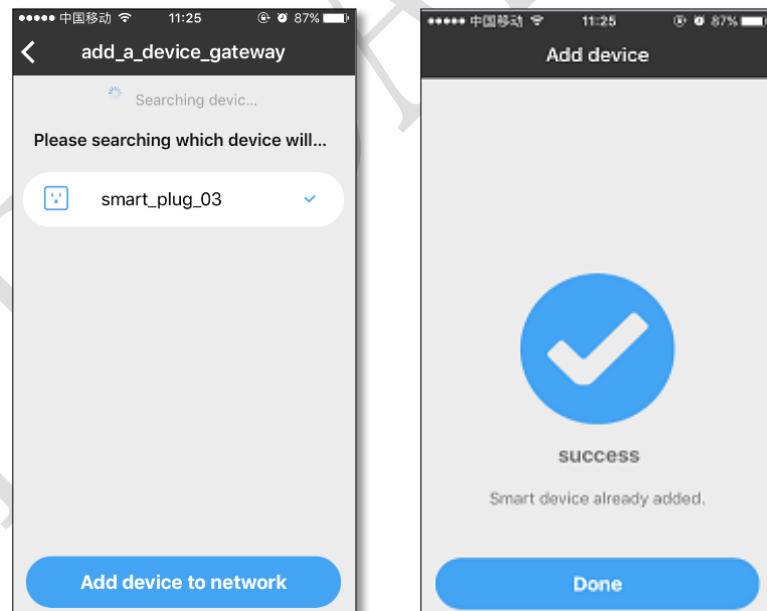 中国移动 11:25 87%
add_a_device_gateway
Searching devic...
Please searching which device will...
smart_plug_03
Add device to network
中国移动 11:25 87%
Add device
success
Smart device already added.
Done